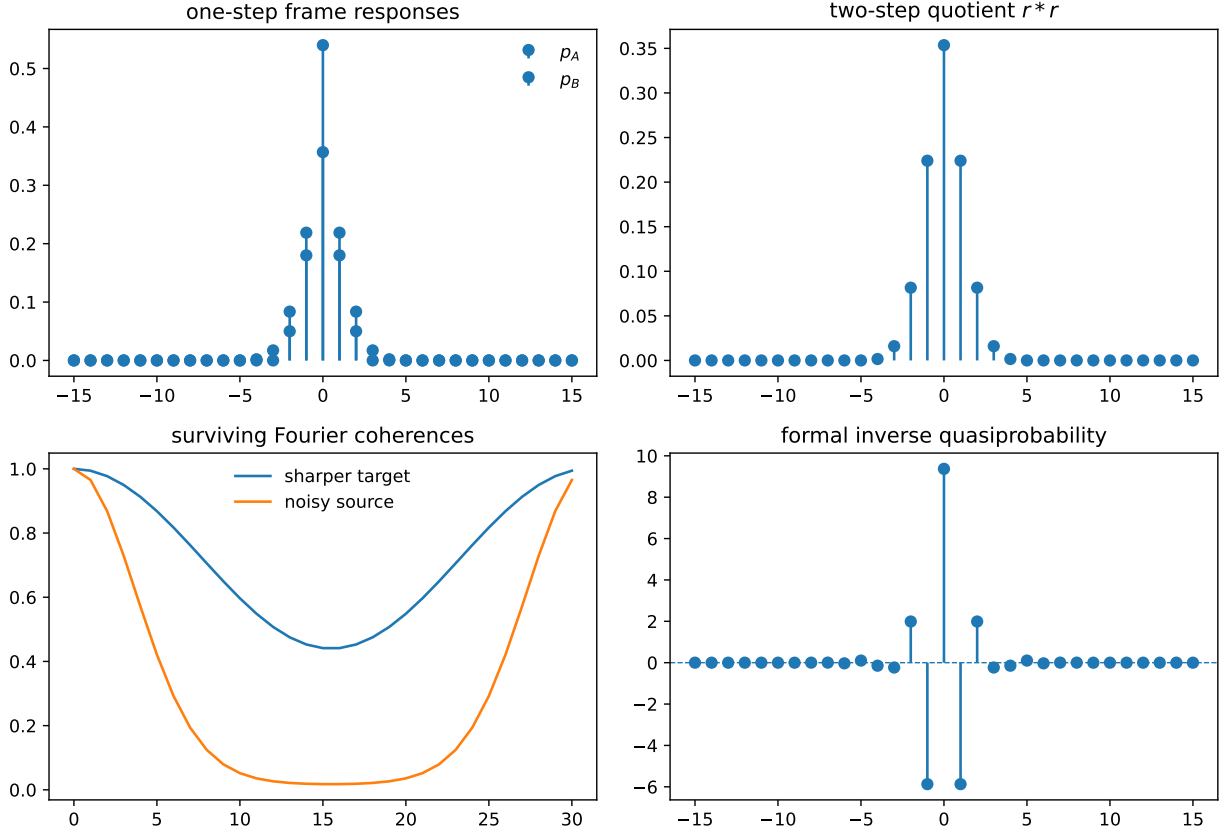 one-step frame responses
p_A
p_B
0.5
0.4
0.3
0.2
0.1
0.0
−15 −10 −5 0 5 10 15
two-step quotient r * r
0.35
0.30
0.25
0.20
0.15
0.10
0.05
0.00
−15 −10 −5 0 5 10 15
surviving Fourier coherences
sharper target
noisy source
1.0
0.8
0.6
0.4
0.2
0.0
0 5 10 15 20 25 30
formal inverse quasiprobability
10
8
6
4
2
0
−2
−4
−6
−15 −10 −5 0 5 10 15